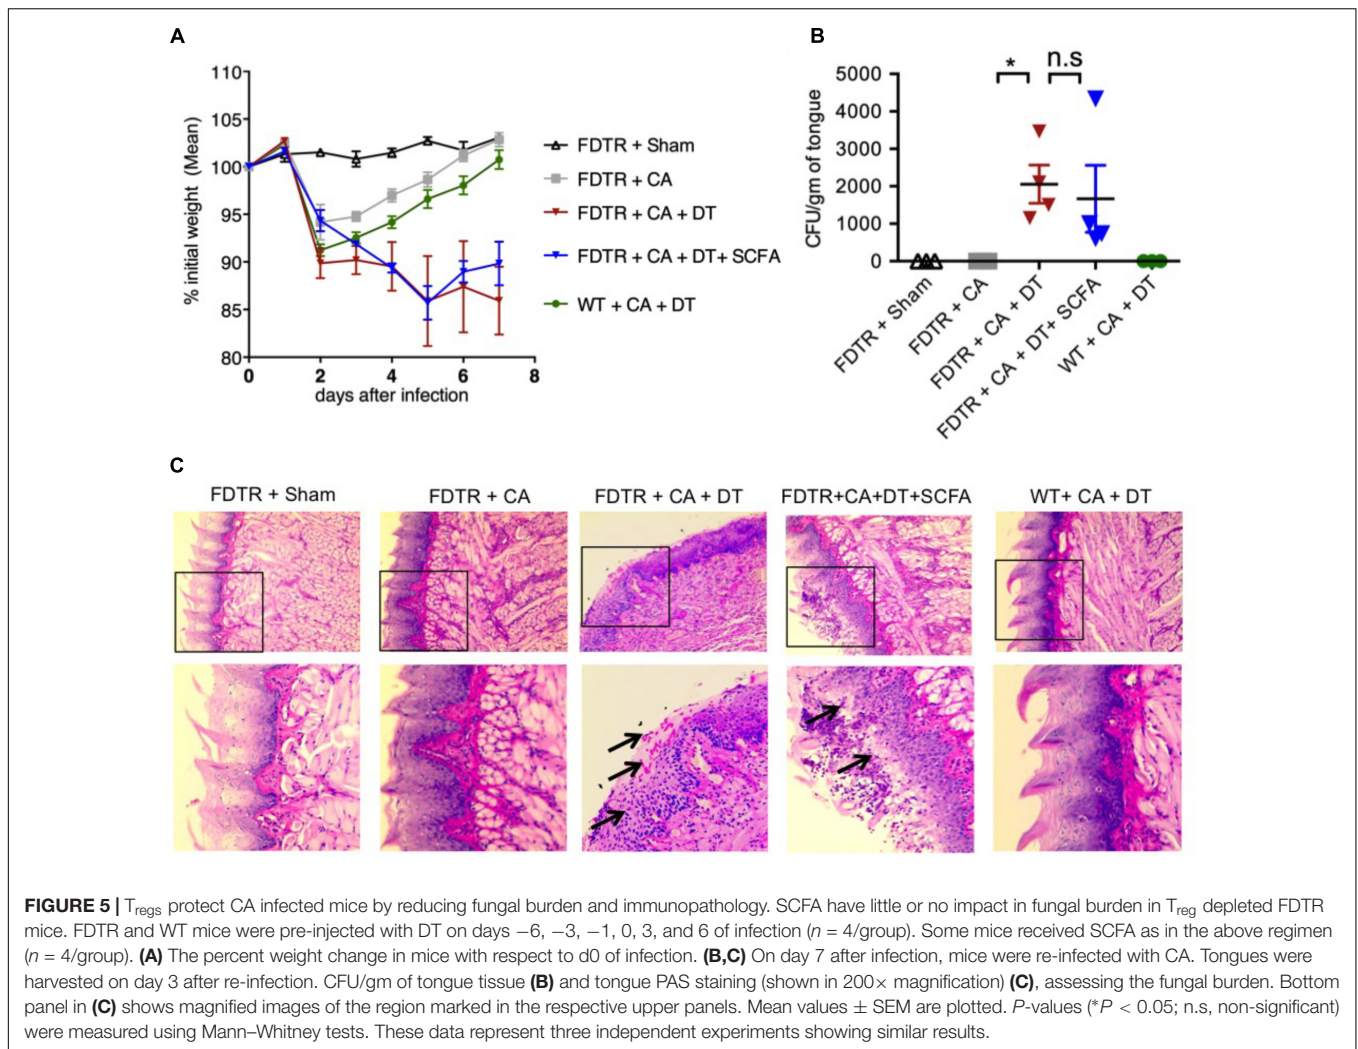 A
110
105
100
95
90
85
80
% initial weight (Mean)
0
2
4
6
8
days after infection
FDTR + Sham
FDTR + CA
FDTR + CA + DT
FDTR + CA + DT+ SCFA
WT + CA + DT
B
*
n.s
5000
4000
3000
2000
1000
0
CFU/gm of tongue
FDTR + Sham
FDTR + CA
FDTR + CA + DT
FDTR + CA + DT+ SCFA
WT + CA + DT
C
FDTR + Sham
FDTR + CA
FDTR + CA + DT
FDTR+CA+DT+SCFA
WT+ CA + DT
FIGURE 5 | Tregs protect CA infected mice by reducing fungal burden and immunopathology. SCFA have little or no impact in fungal burden in Treg depleted FDTR
mice. FDTR and WT mice were pre-injected with DT on days −6, −3, −1, 0, 3, and 6 of infection (n = 4/group). Some mice received SCFA as in the above regimen
(n = 4/group). (A) The percent weight change in mice with respect to d0 of infection. (B,C) On day 7 after infection, mice were re-infected with CA. Tongues were
harvested on day 3 after re-infection. CFU/gm of tongue tissue (B) and tongue PAS staining (shown in 200× magnification) (C), assessing the fungal burden. Bottom
panel in (C) shows magnified images of the region marked in the respective upper panels. Mean values ± SEM are plotted. P-values (*P < 0.05; n.s, non-significant)
were measured using Mann–Whitney tests. These data represent three independent experiments showing similar results.